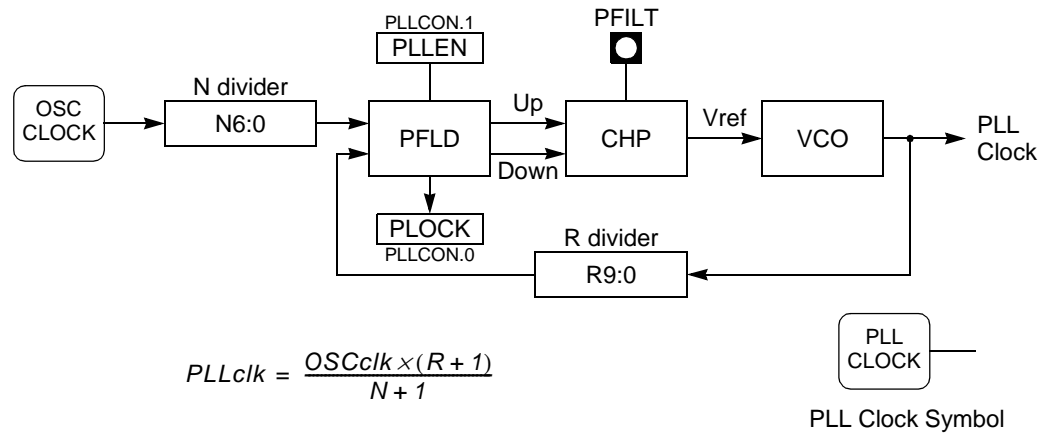 PLLCON.1
PLLEN
PFILT
OSC
CLOCK
N divider
N6:0
PFLD
Up
Down
CHP
Vref
VCO
PLL
Clock
PLOCK
PLLCON.0
R divider
R9:0
PLLclk = OSCclk × (R + 1)
N + 1
PLL
CLOCK
PLL Clock Symbol